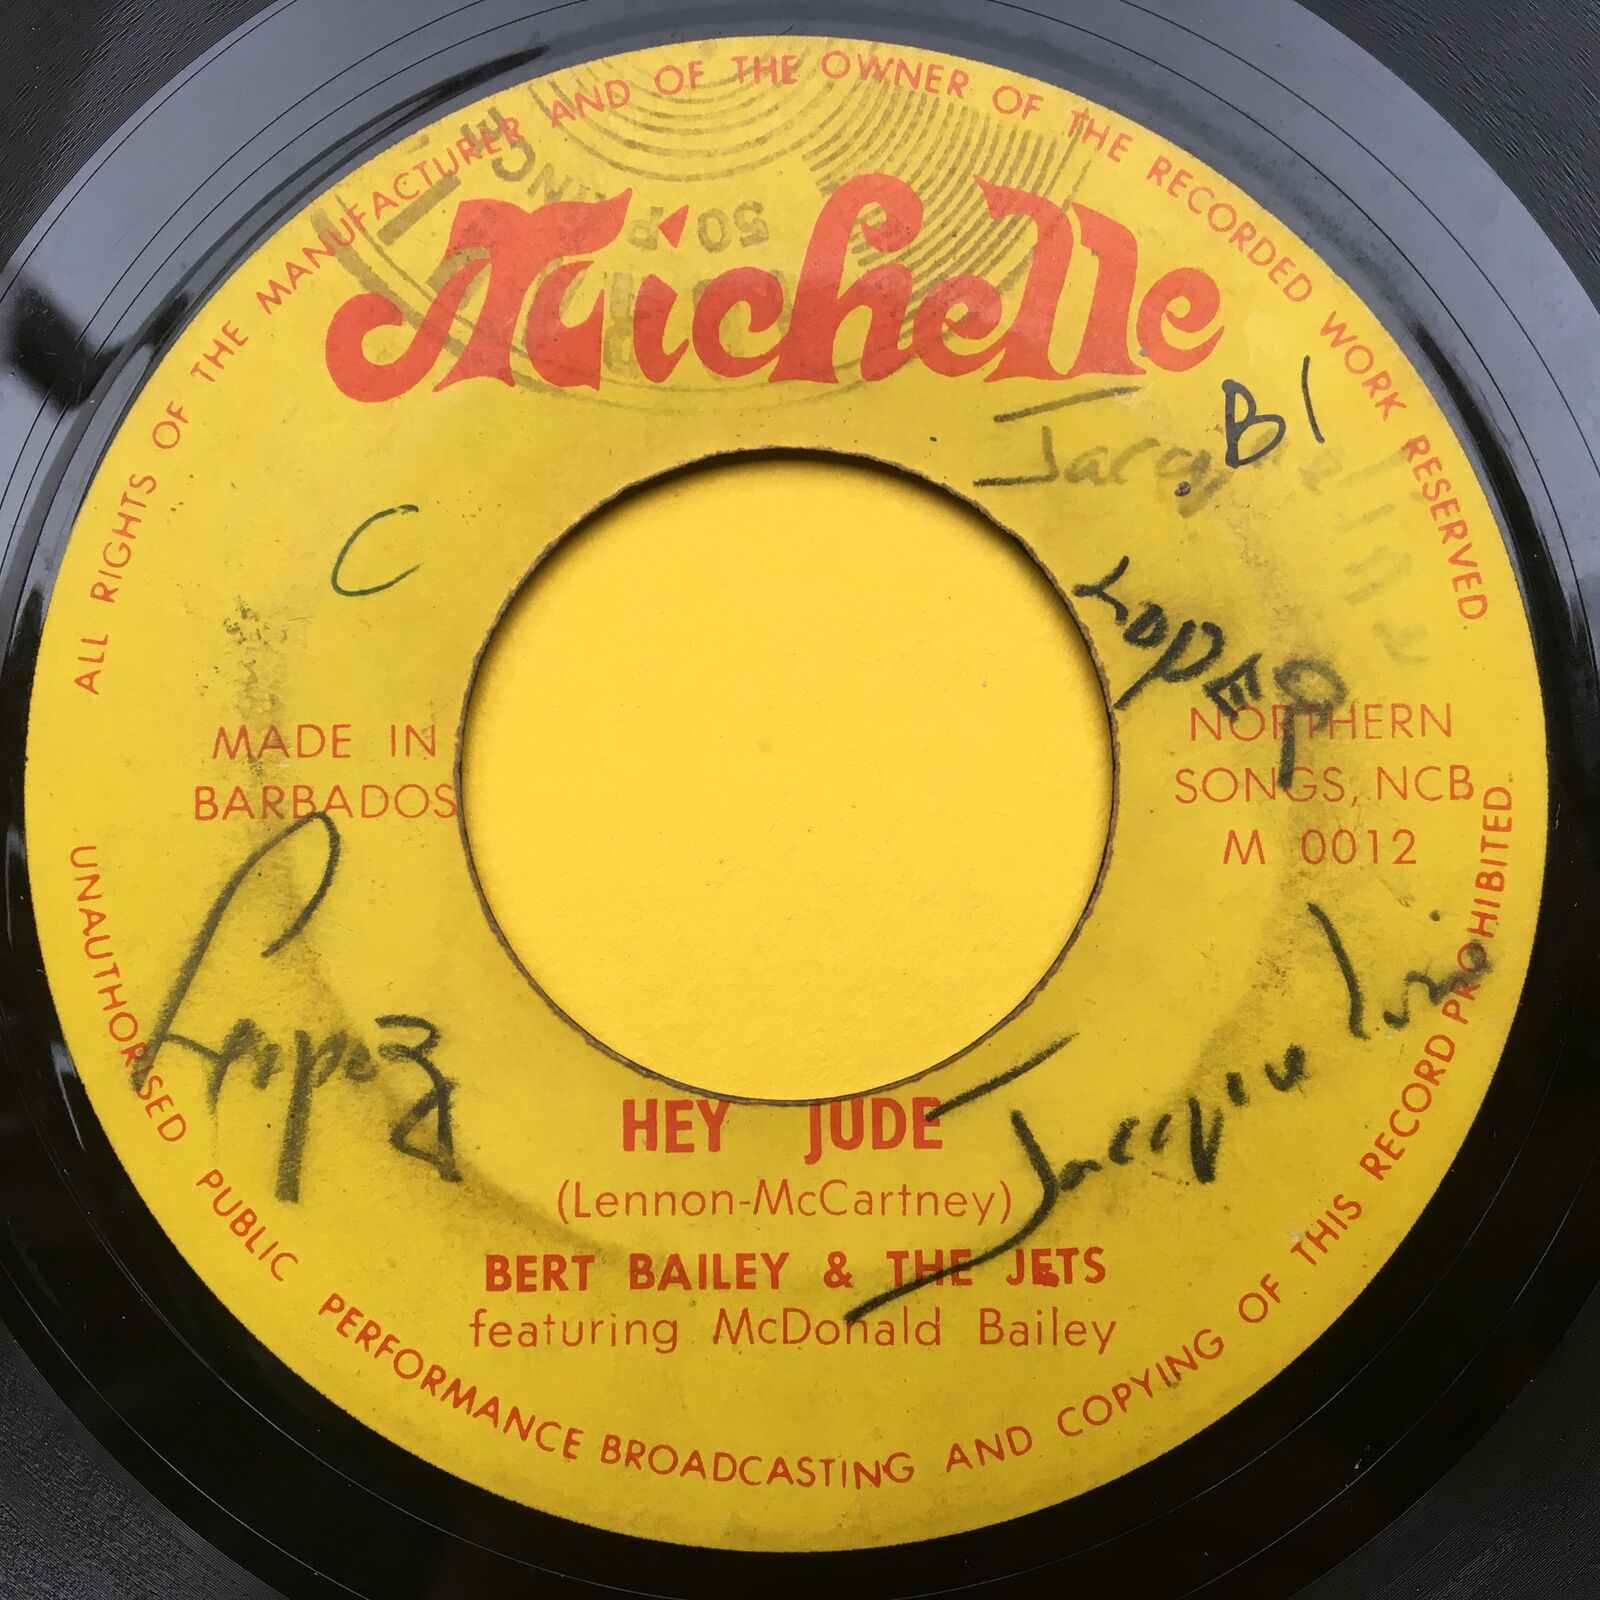 ALL RIGHTS OF THE MANUFACTURER AND OF THE OWNER OF THE RECORDED WORK RESERVED.
50 P
Michelle
B1
C
LOPEZ
MADE IN
BARBADOS
NORTHERN
SONGS, NCB
M 0012
Lopez
HEY JUDE
(Lennon-McCartney)
BERT BAILEY & THE JETS
featuring McDonald Bailey
UNAUTHORISED PUBLIC PERFORMANCE BROADCASTING AND COPYING OF THIS RECORD PROHIBITED.